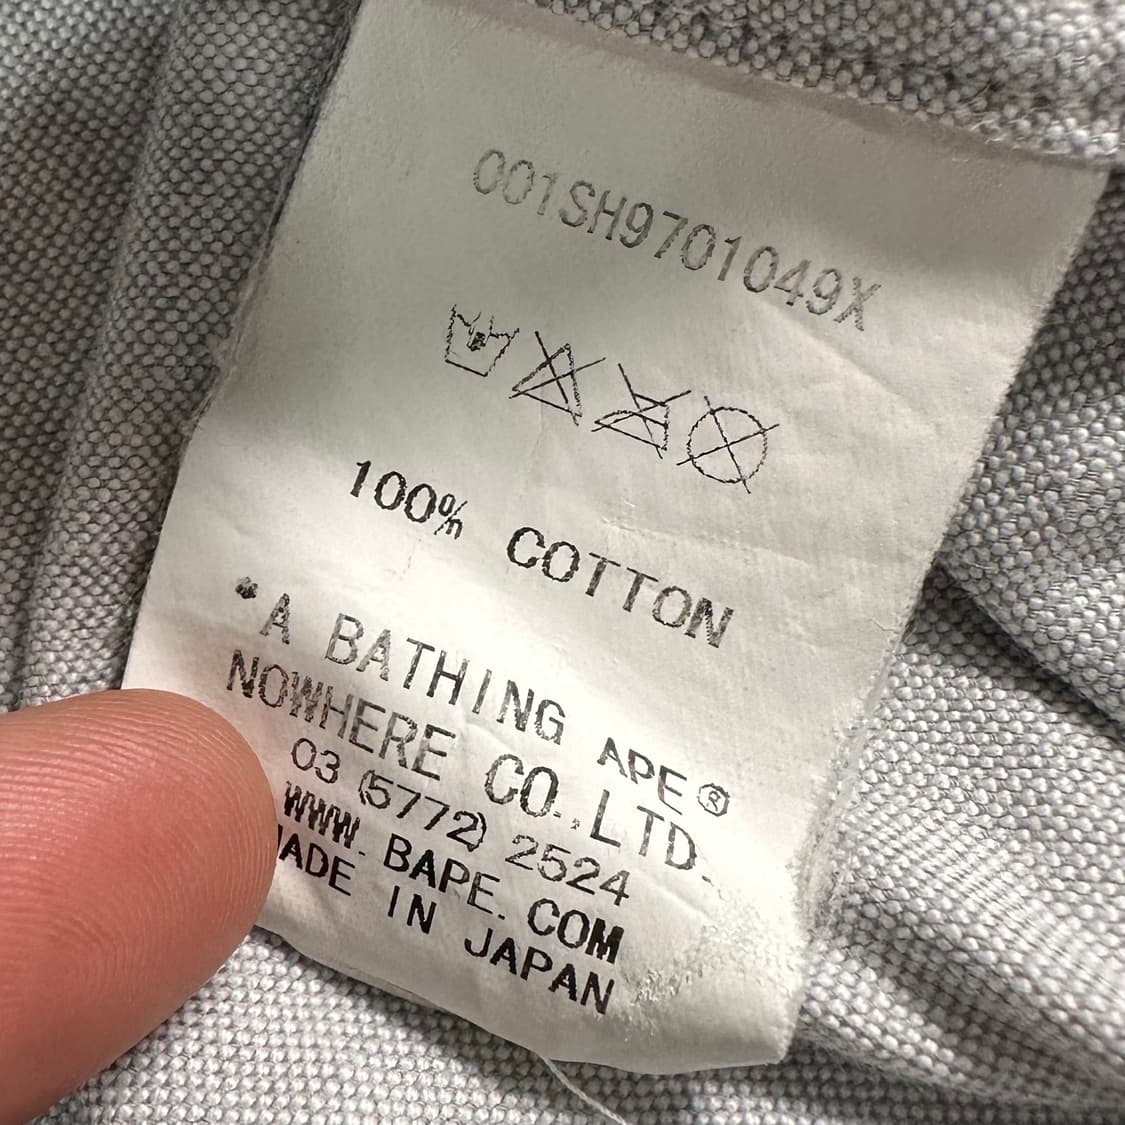 001SH9701049X
100% COTTON
*A BATHING APE®
NOWHERE CO.,LTD.
03 (5772) 2524
WWW.BAPE.COM
MADE IN JAPAN